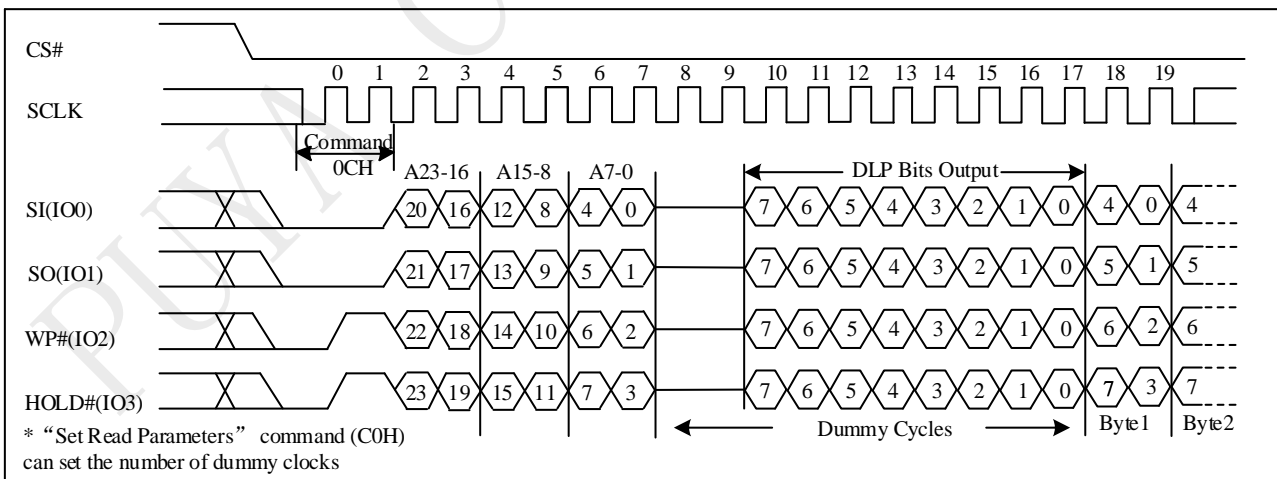 PUYA
CS#
0 1 2 3 4 5 6 7 8 9 10 11 12 13 14 15 16 17 18 19
SCLK
Command
0CH
A23-16 A15-8 A7-0 DLP Bits Output
SI(IO0) 20 16 12 8 4 0 7 6 5 4 3 2 1 0 4 0 4
SO(IO1) 21 17 13 9 5 1 7 6 5 4 3 2 1 0 5 1 5
WP#(IO2) 22 18 14 10 6 2 7 6 5 4 3 2 1 0 6 2 6
HOLD#(IO3) 23 19 15 11 7 3 7 6 5 4 3 2 1 0 7 3 7
Dummy Cycles Byte1 Byte2
* “Set Read Parameters” command (C0H)
can set the number of dummy clocks